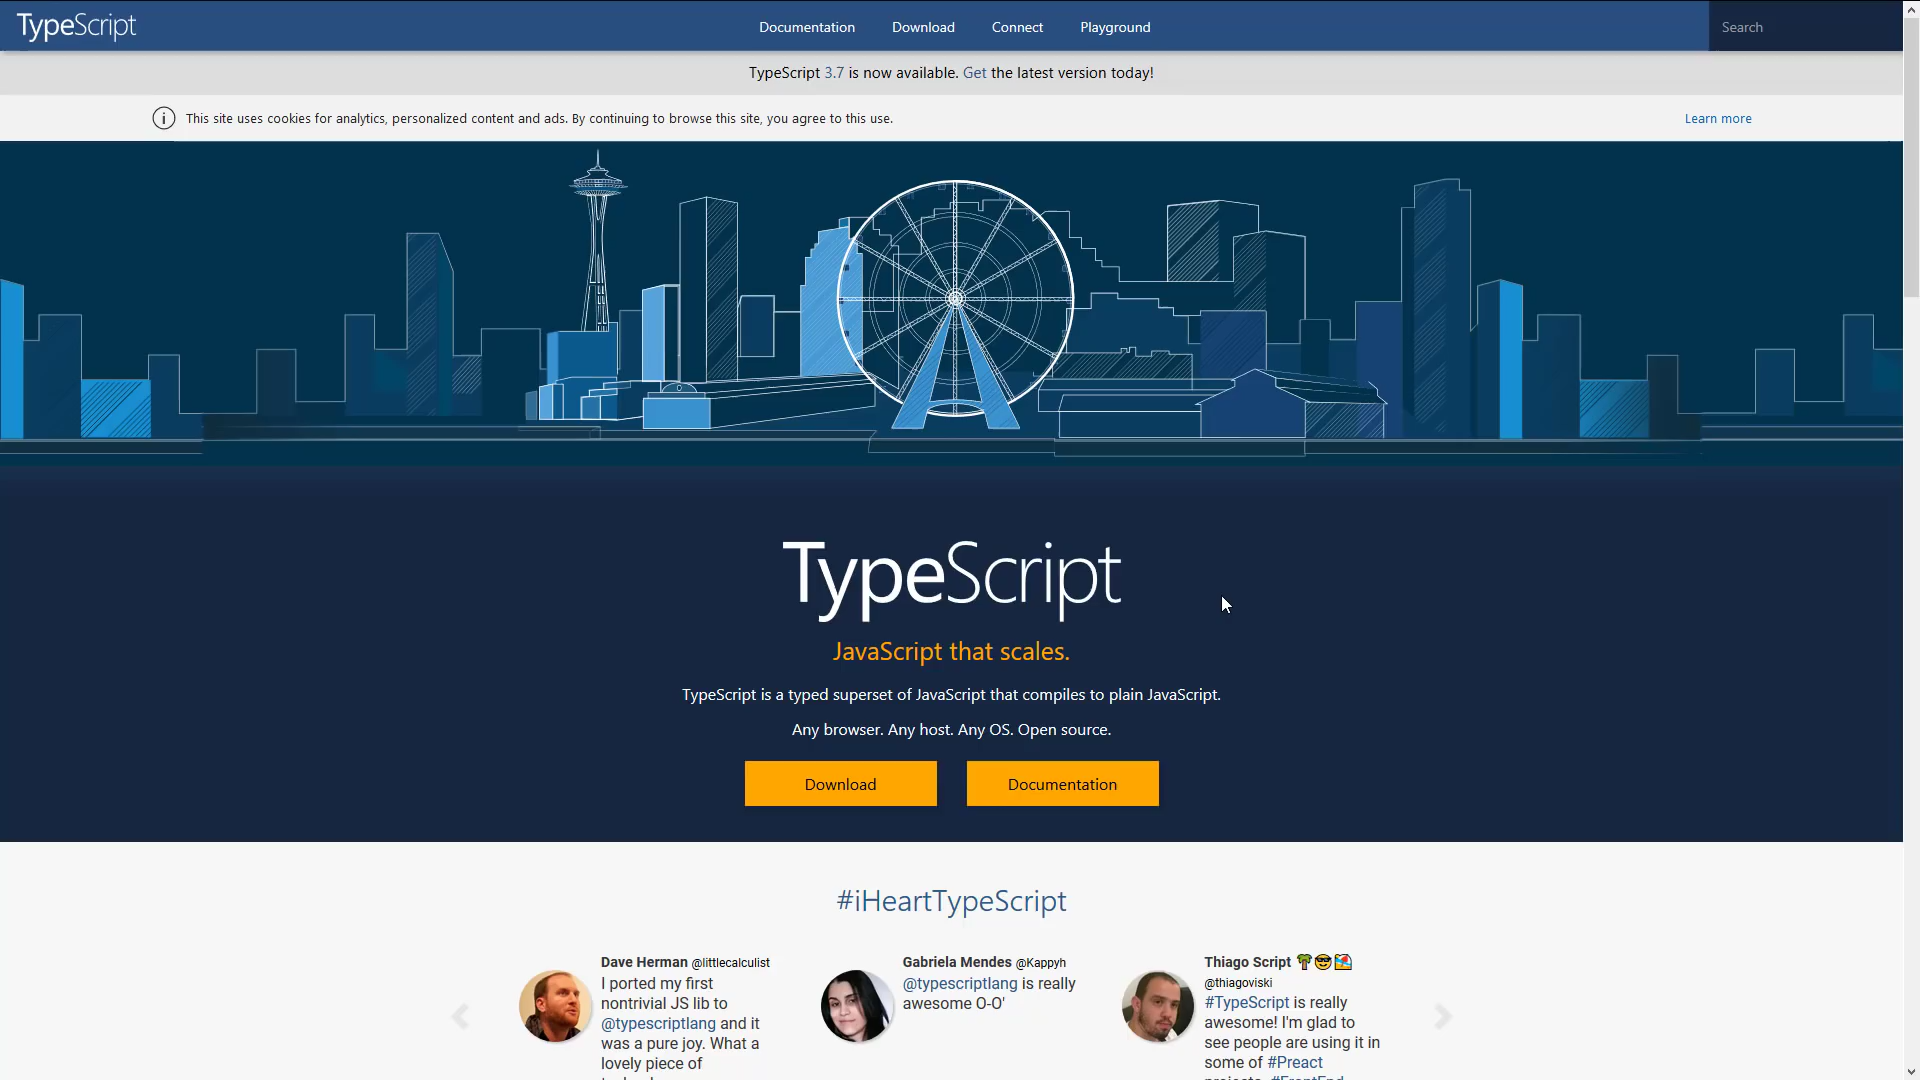 TypeScript
Documentation Download Connect Playground
Search
TypeScript 3.7 is now available. Get the latest version today!
This site uses cookies for analytics, personalized content and ads. By continuing to browse this site, you agree to this use.
Learn more
TypeScript
JavaScript that scales.
TypeScript is a typed superset of JavaScript that compiles to plain JavaScript.
Any browser. Any host. Any OS. Open source.
Download Documentation
#iHeartTypeScript
Dave Herman @littlecalculist
I ported my first
nontrivial JS lib to
@typescriptlang and it
was a pure joy. What a
lovely piece of
Gabriela Mendes @Kappyh
@typescriptlang is really
awesome O-O'
Thiago Script 🌴😎🏖
@thiagoviski
#TypeScript is really
awesome! I'm glad to
see people are using it in
some of #Preact